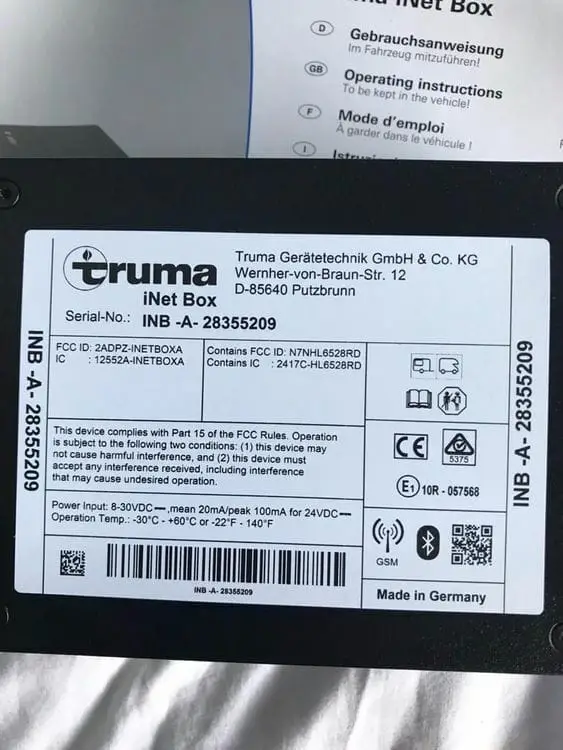 iNet Box
D
Gebrauchsanweisung
Im Fahrzeug mitzuführen!
GB
Operating instructions
To be kept in the vehicle!
F
Mode d'emploi
À garder dans le véhicule !
I
truma
iNet Box
Truma Gerätetechnik GmbH & Co. KG
Wernher-von-Braun-Str. 12
D-85640 Putzbrunn
Serial-No.: INB -A- 28355209
FCC ID: 2ADPZ-INETBOXA
IC : 12552A-INETBOXA
Contains FCC ID: N7NHL6528RD
Contains IC : 2417C-HL6528RD
This device complies with Part 15 of the FCC Rules. Operation
is subject to the following two conditions: (1) this device may
not cause harmful interference, and (2) this device must
accept any interference received, including interference
that may cause undesired operation.
CE
5375
E1 10R - 057568
Power Input: 8-30VDC⎓, mean 20mA/peak 100mA for 24VDC⎓
Operation Temp.: -30°C - +60°C or -22°F - 140°F
GSM
INB -A- 28355209
Made in Germany
INB -A- 28355209
INB -A- 28355209